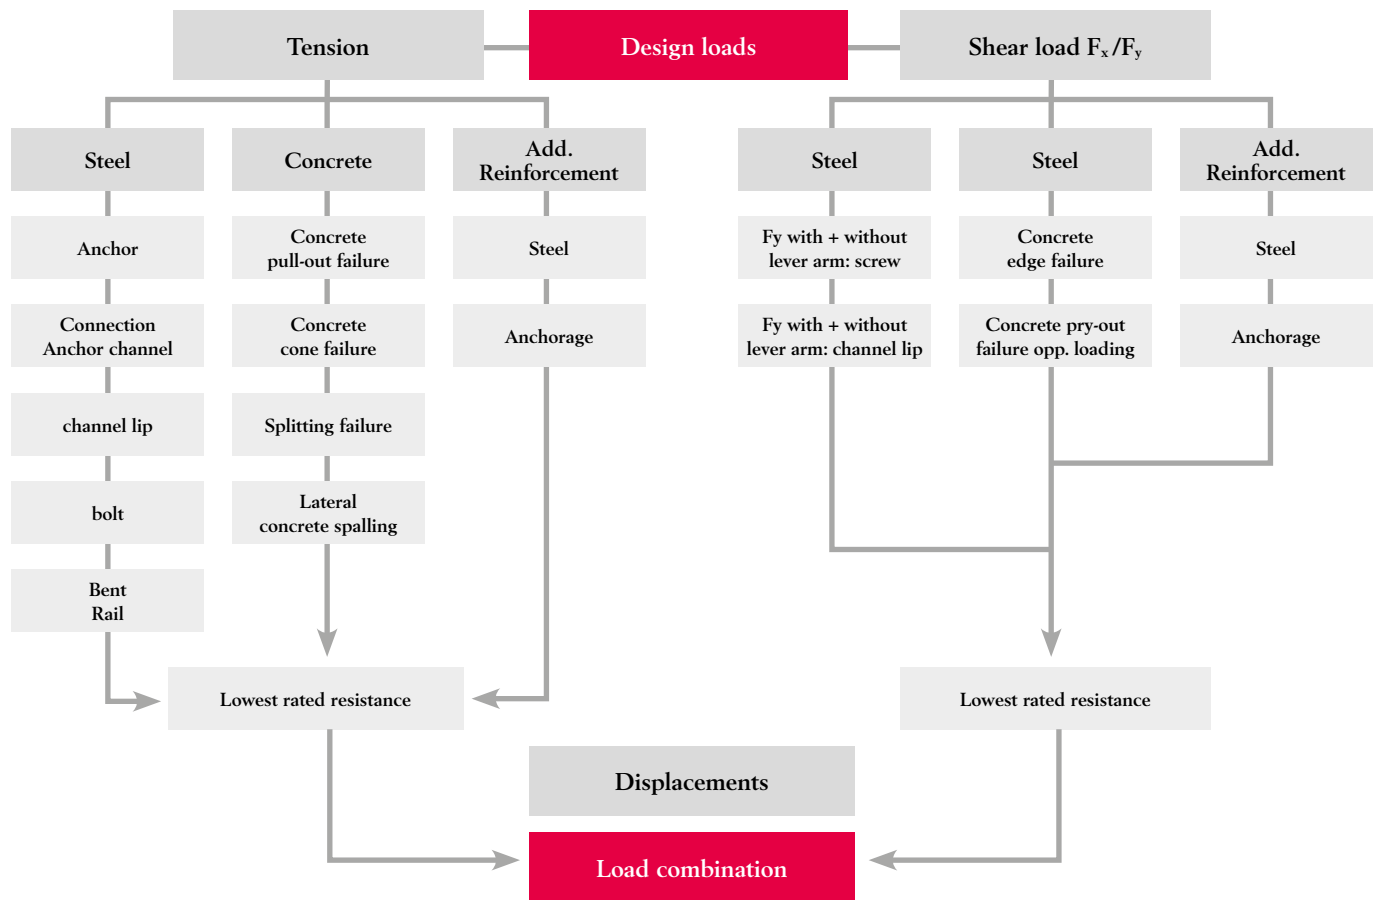 Tension
Design loads
Shear load Fx/Fy
Steel
Concrete
Add.
Reinforcement
Steel
Steel
Add.
Reinforcement
Anchor
Concrete
pull-out failure
Steel
Fy with + without
lever arm: screw
Concrete
edge failure
Steel
Connection
Anchor channel
Concrete
cone failure
Anchorage
Fy with + without
lever arm: channel lip
Concrete pry-out
failure opp. loading
Anchorage
channel lip
Splitting failure
bolt
Lateral
concrete spalling
Bent
Rail
Lowest rated resistance
Lowest rated resistance
Displacements
Load combination